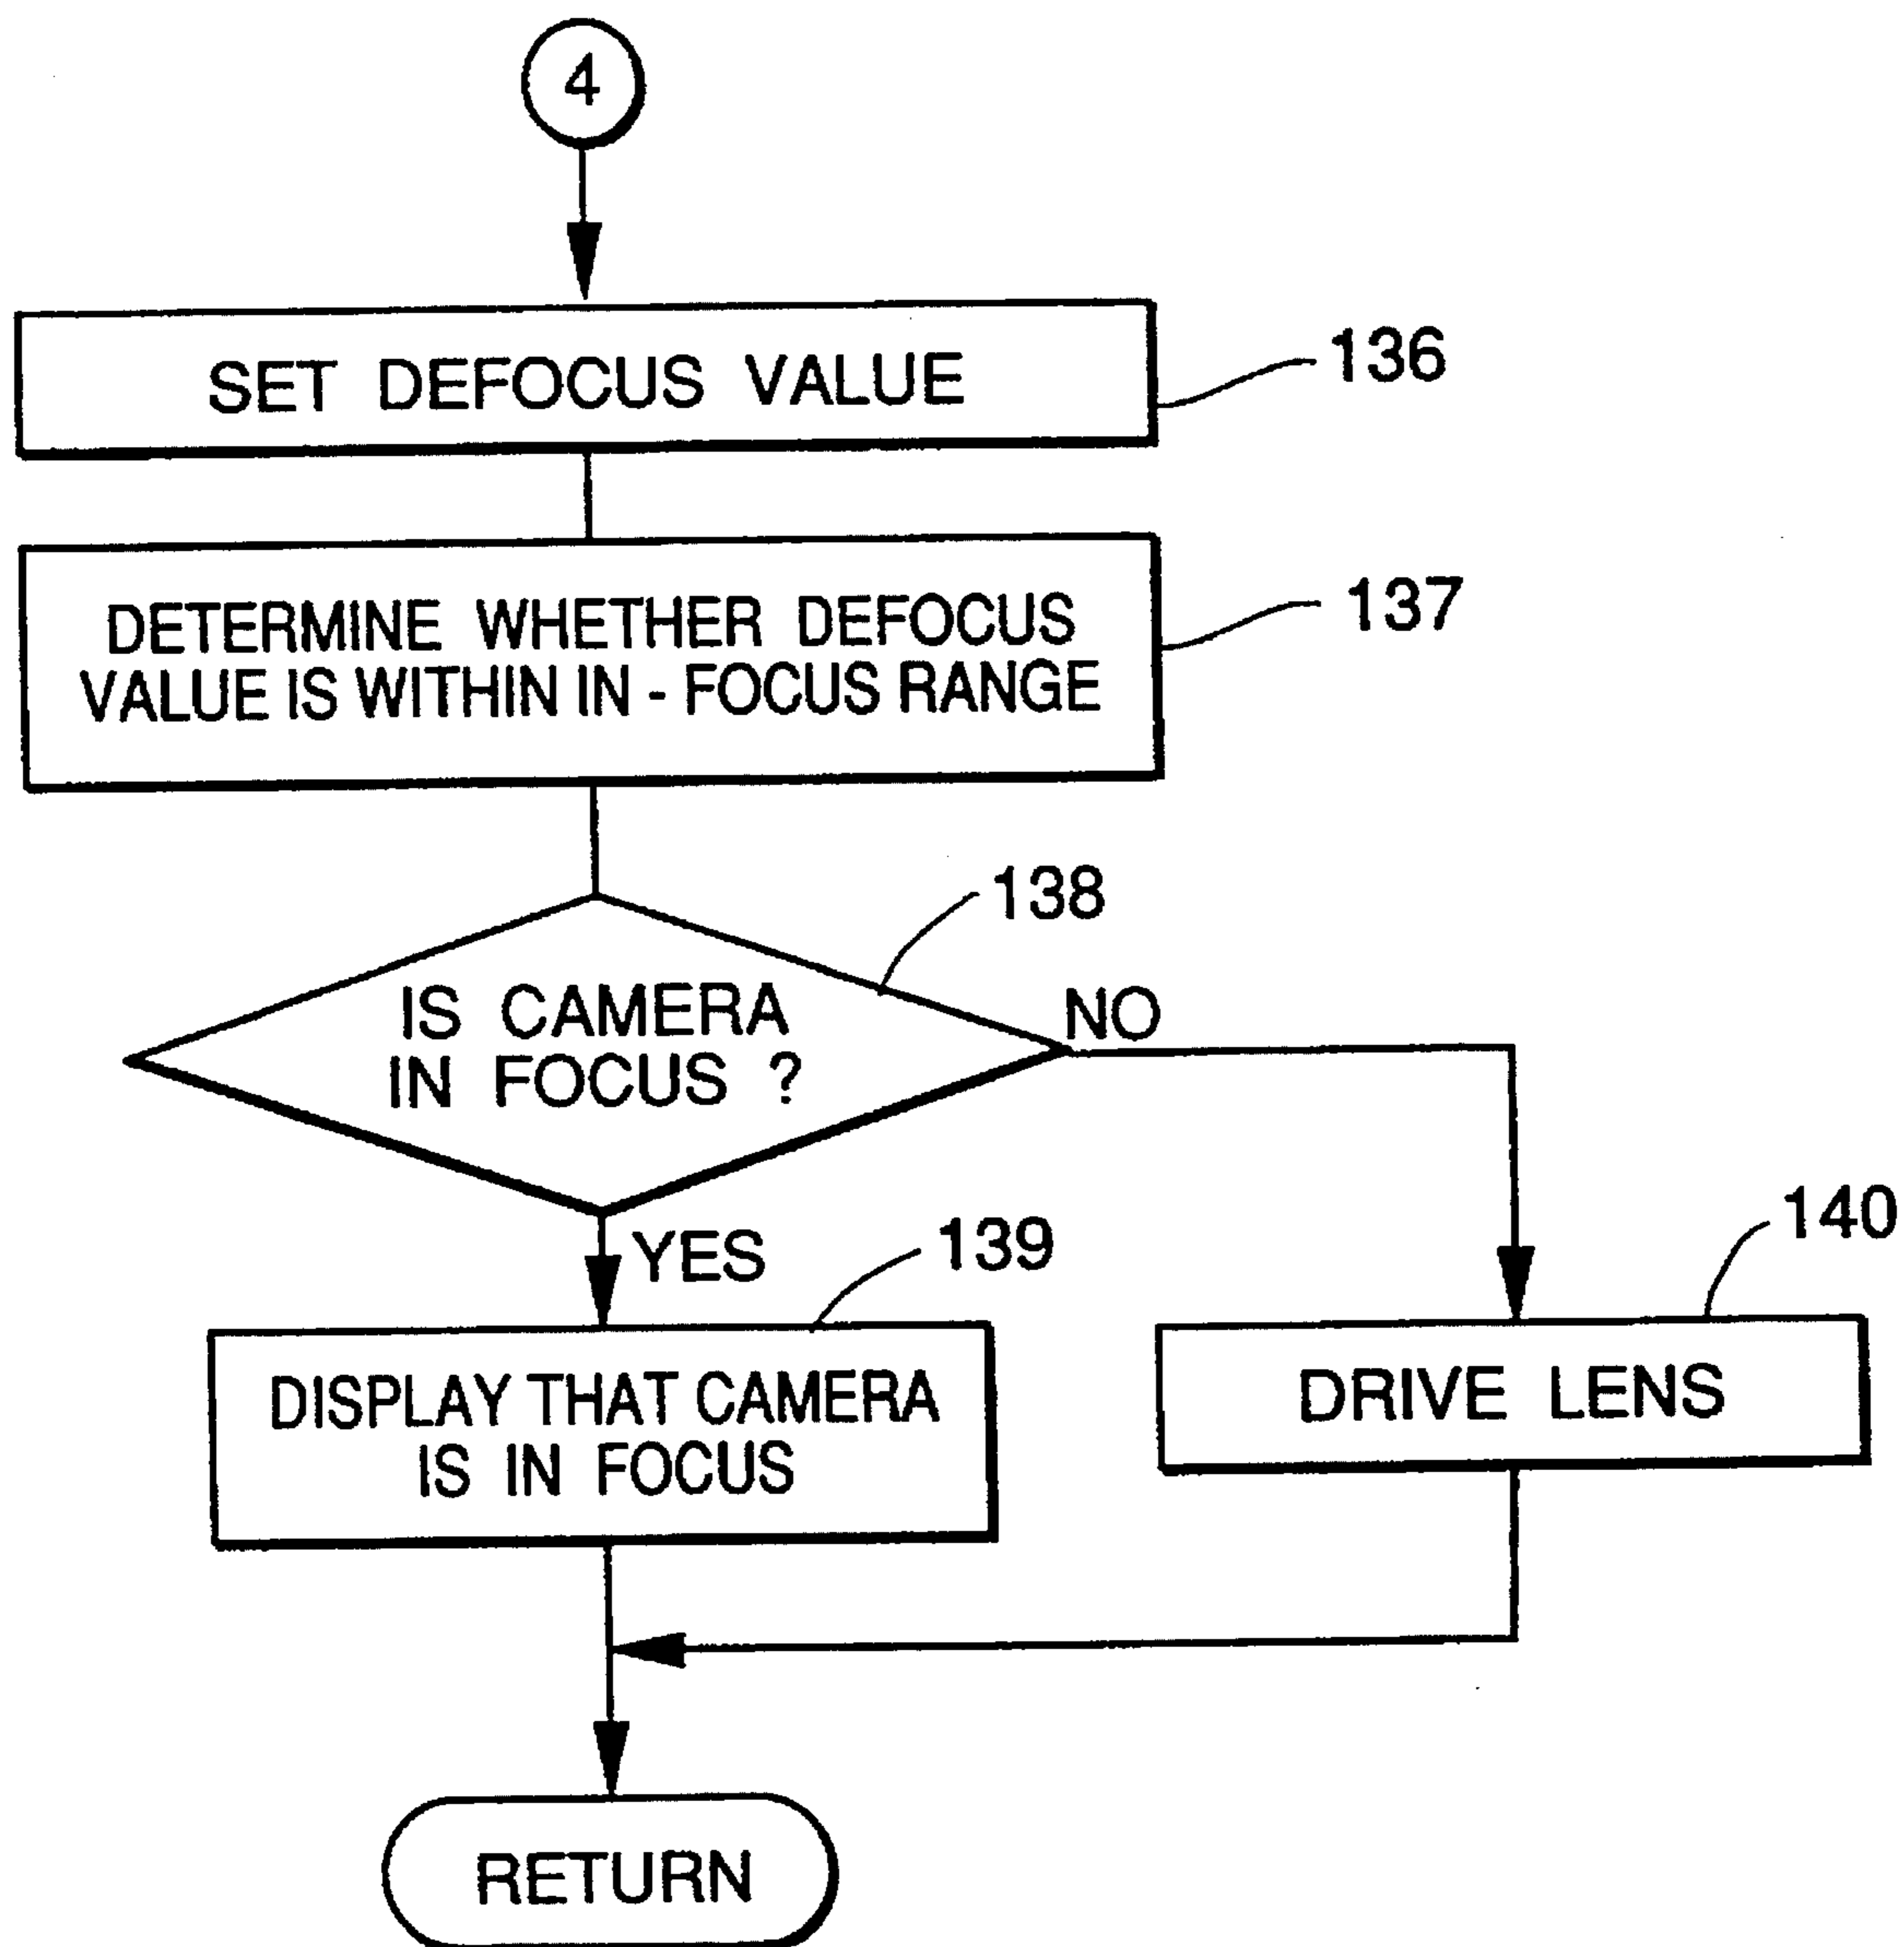 4
SET DEFOCUS VALUE
136
DETERMINE WHETHER DEFOCUS
VALUE IS WITHIN IN - FOCUS RANGE
137
138
IS CAMERA
IN FOCUS ?
NO
YES
139
140
DISPLAY THAT CAMERA
IS IN FOCUS
DRIVE LENS
RETURN